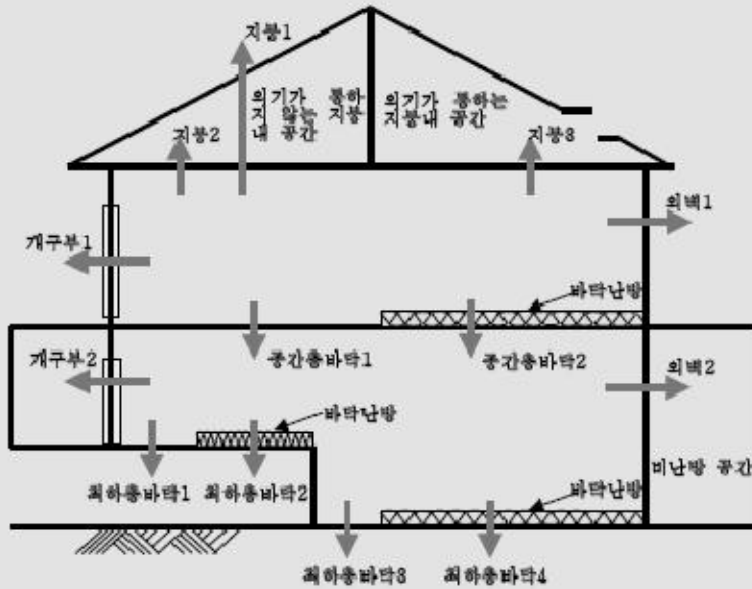 지붕1
외기가 통하
지 않는 지붕
내 공간
외기가 통하는
지붕내 공간
지붕2
지붕3
외벽1
개구부1
바닥난방
중간층바닥1
중간층바닥2
개구부2
외벽2
바닥난방
비난방 공간
최하층바닥1
최하층바닥2
바닥난방
최하층바닥3
최하층바닥4